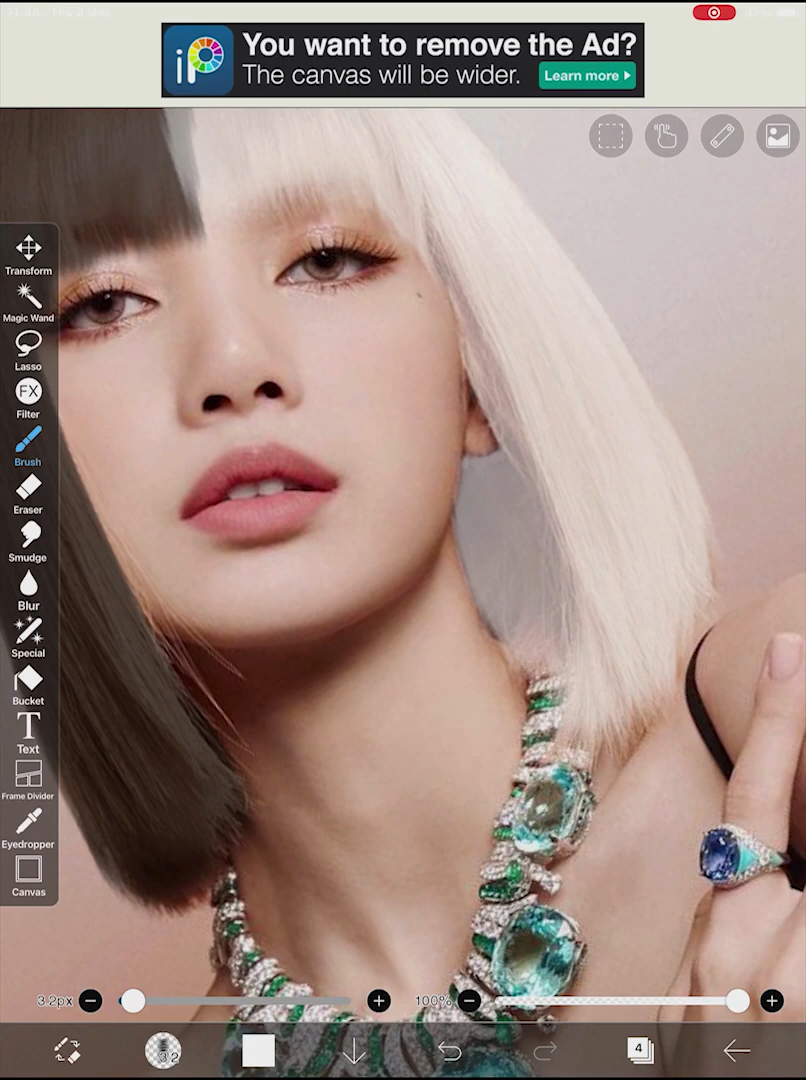 iP
You want to remove the Ad?
The canvas will be wider.
Learn more
Transform
Magic Wand
Lasso
FX
Filter
Brush
Eraser
Smudge
Blur
Special
Bucket
T
Text
Frame Divider
Eyedropper
Canvas
3.2px
100%
3.2
4